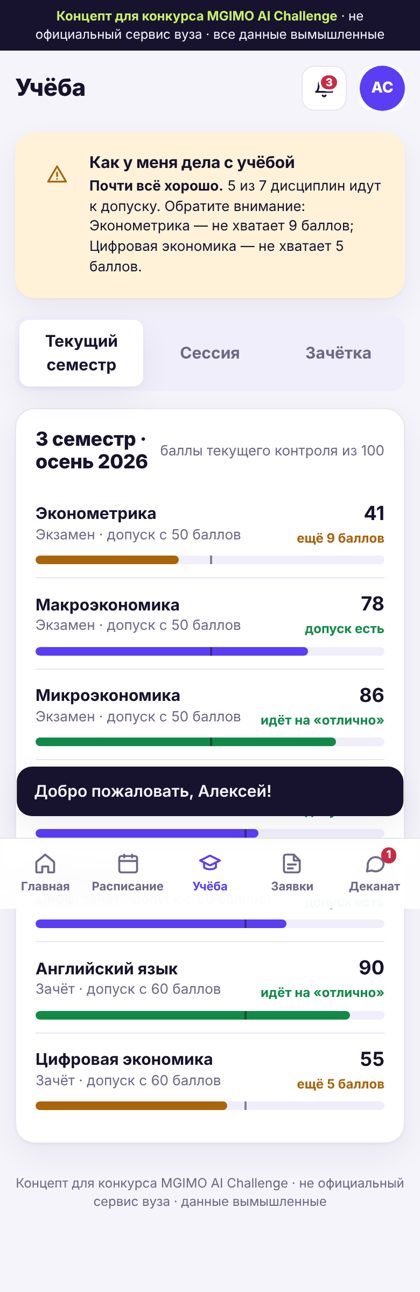 Концепт для конкурса MGIMO AI Challenge · не
официальный сервис вуза · все данные вымышленные
Учёба
3
АС
Как у меня дела с учёбой
Почти всё хорошо. 5 из 7 дисциплин идут
к допуску. Обратите внимание:
Эконометрика — не хватает 9 баллов;
Цифровая экономика — не хватает 5
баллов.
Текущий
семестр
Сессия
Зачётка
3 семестр ·
осень 2026
баллы текущего контроля из 100
Эконометрика
41
Экзамен · допуск с 50 баллов
ещё 9 баллов
Макроэкономика
78
Экзамен · допуск с 50 баллов
допуск есть
Микроэкономика
86
Экзамен · допуск с 50 баллов
идёт на «отлично»
Добро пожаловать, Алексей!
1
Главная
Расписание
Учёба
Заявки
Деканат
Английский язык
90
Зачёт · допуск с 60 баллов
идёт на «отлично»
Цифровая экономика
55
Зачёт · допуск с 60 баллов
ещё 5 баллов
Концепт для конкурса MGIMO AI Challenge · не официальный
сервис вуза · данные вымышленные